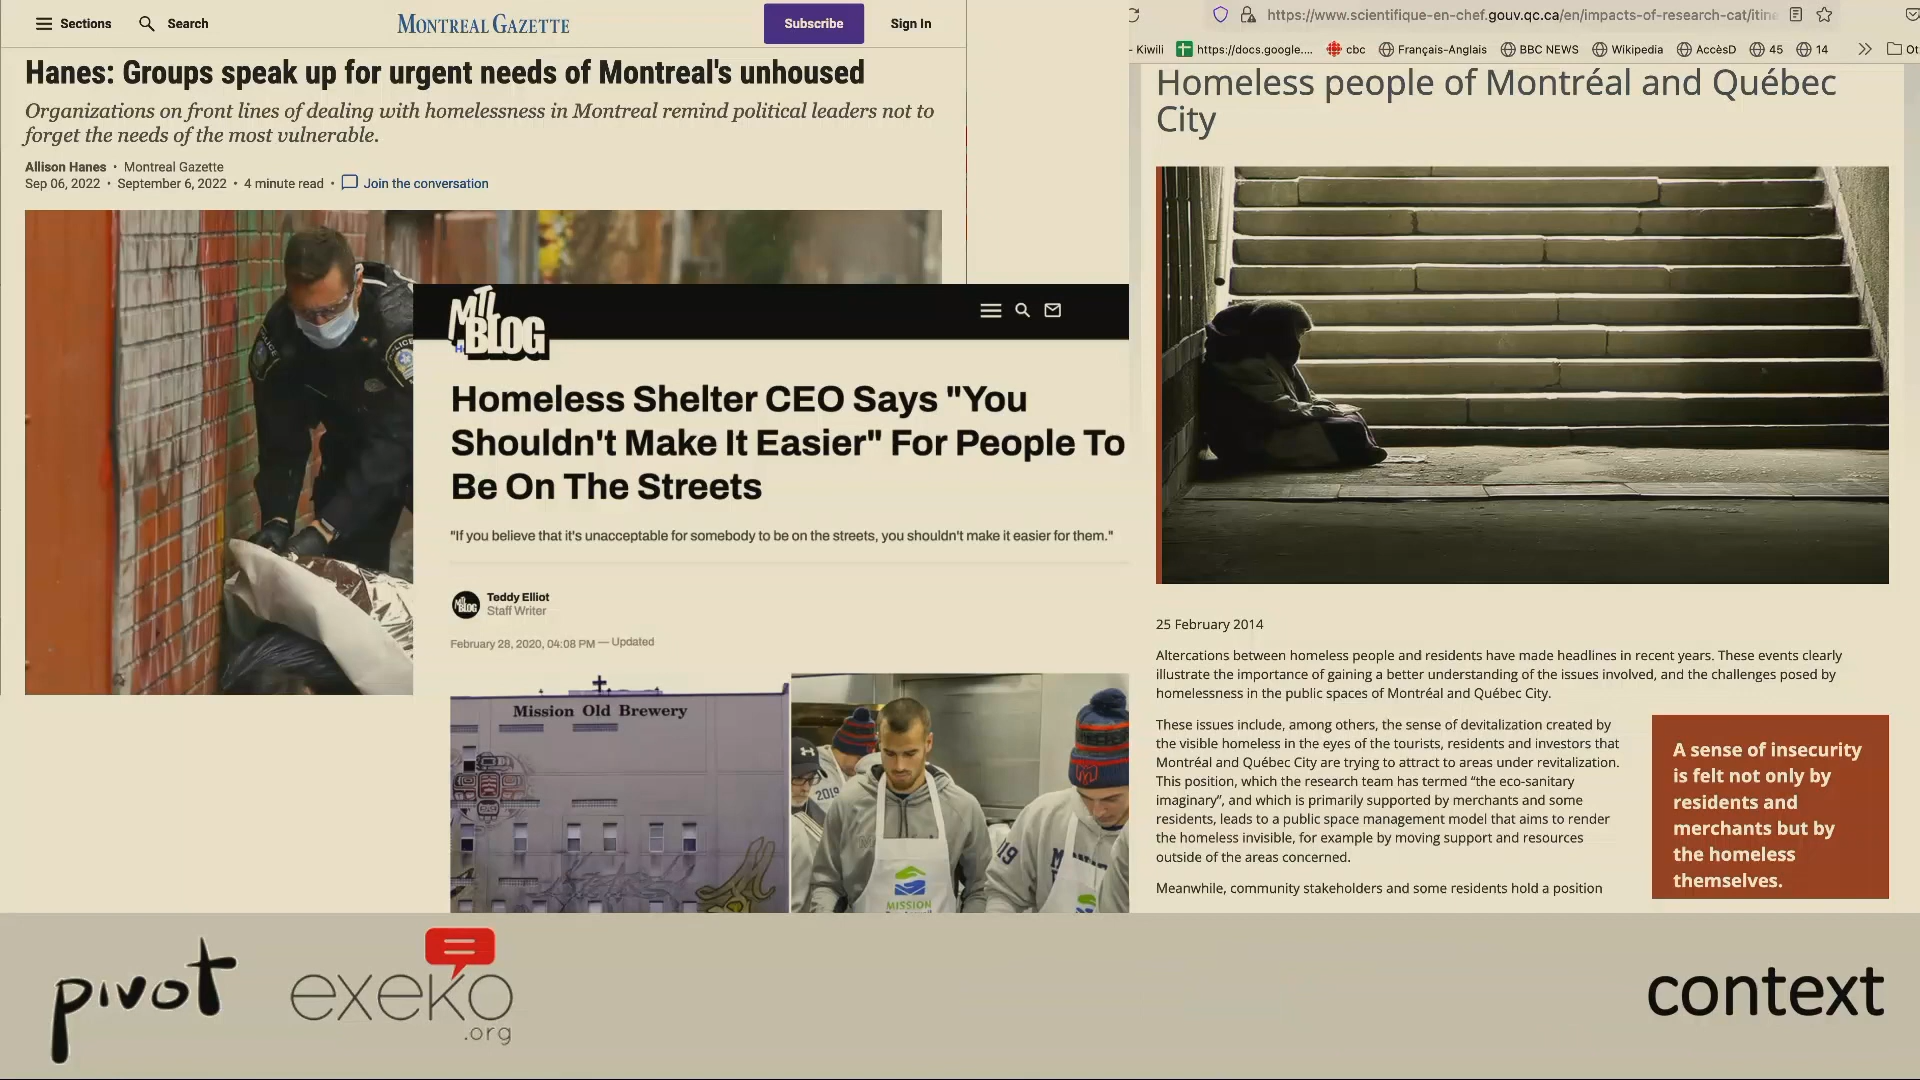 Sections
Search
MONTREAL GAZETTE
Subscribe
Sign In
Hanes: Groups speak up for urgent needs of Montreal's unhoused
Organizations on front lines of dealing with homelessness in Montreal remind political leaders not to
forget the needs of the most vulnerable.
Allison Hanes • Montreal Gazette
Sep 06, 2022 • September 6, 2022 • 4 minute read • Join the conversation
POLICE
MTL
BLOG
Homeless Shelter CEO Says "You
Shouldn't Make It Easier" For People To
Be On The Streets
"If you believe that it's unacceptable for somebody to be on the streets, you shouldn't make it easier for them."
MTL
BLOG
Teddy Elliot
Staff Writer
February 28, 2020, 04:08 PM — Updated
Mission Old Brewery
2019
19
MISSION
https://www.scientifique-en-chef.gouv.qc.ca/en/impacts-of-research-cat/itine
- Kiwili
https://docs.google....
cbc
Français-Anglais
BBC NEWS
Wikipedia
AccèsD
45
14
Ot
Homeless people of Montréal and Québec
City
25 February 2014
Altercations between homeless people and residents have made headlines in recent years. These events clearly
illustrate the importance of gaining a better understanding of the issues involved, and the challenges posed by
homelessness in the public spaces of Montréal and Québec City.
These issues include, among others, the sense of devitalization created by
the visible homeless in the eyes of the tourists, residents and investors that
Montréal and Québec City are trying to attract to areas under revitalization.
This position, which the research team has termed “the eco-sanitary
imaginary”, and which is primarily supported by merchants and some
residents, leads to a public space management model that aims to render
the homeless invisible, for example by moving support and resources
outside of the areas concerned.
Meanwhile, community stakeholders and some residents hold a position
A sense of insecurity
is felt not only by
residents and
merchants but by
the homeless
themselves.
pivot
exeko
.org
context